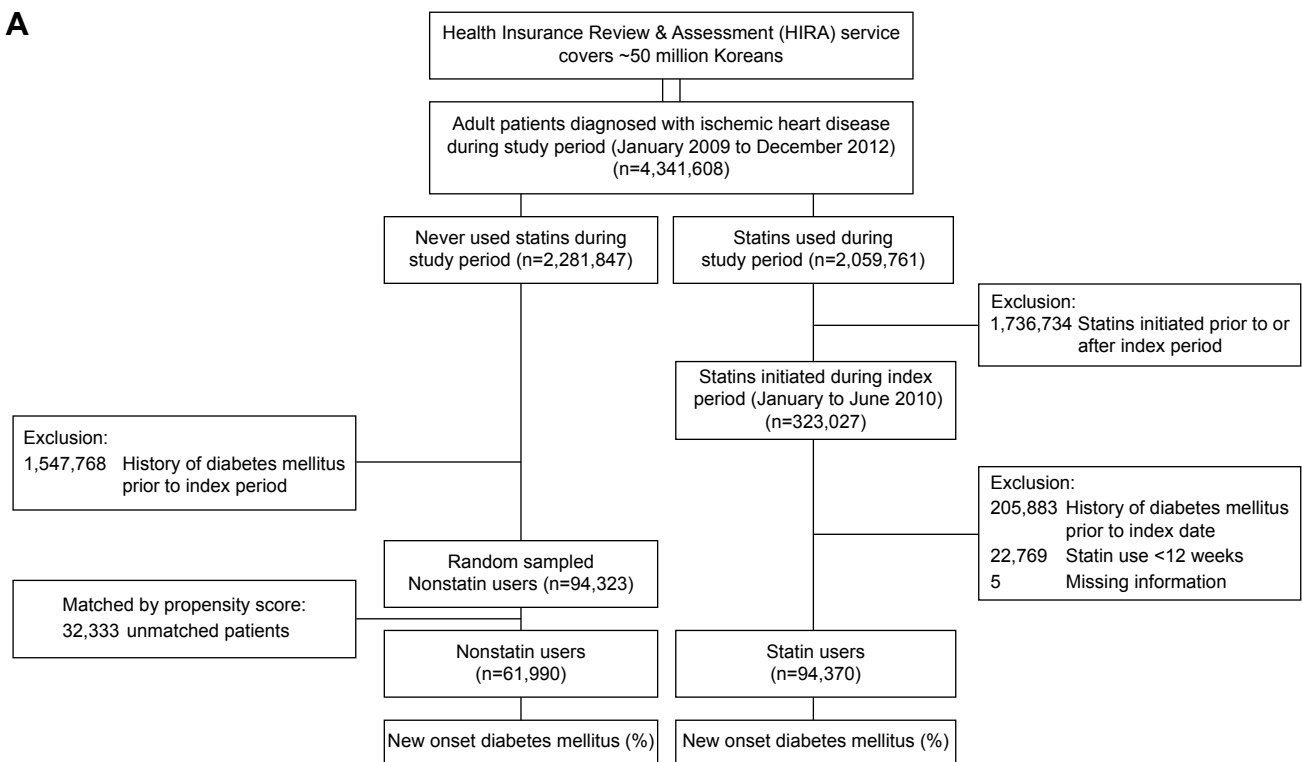 A
Health Insurance Review & Assessment (HIRA) service
covers ~50 million Koreans
Adult patients diagnosed with ischemic heart disease
during study period (January 2009 to December 2012)
(n=4,341,608)
Never used statins during
study period (n=2,281,847)
Statins used during
study period (n=2,059,761)
Exclusion:
1,736,734 Statins initiated prior to or
after index period
Statins initiated during index
period (January to June 2010)
(n=323,027)
Exclusion:
1,547,768 History of diabetes mellitus
prior to index period
Exclusion:
205,883 History of diabetes mellitus
prior to index date
22,769 Statin use <12 weeks
5 Missing information
Random sampled
Nonstatin users (n=94,323)
Matched by propensity score:
32,333 unmatched patients
Nonstatin users
(n=61,990)
Statin users
(n=94,370)
New onset diabetes mellitus (%)
New onset diabetes mellitus (%)